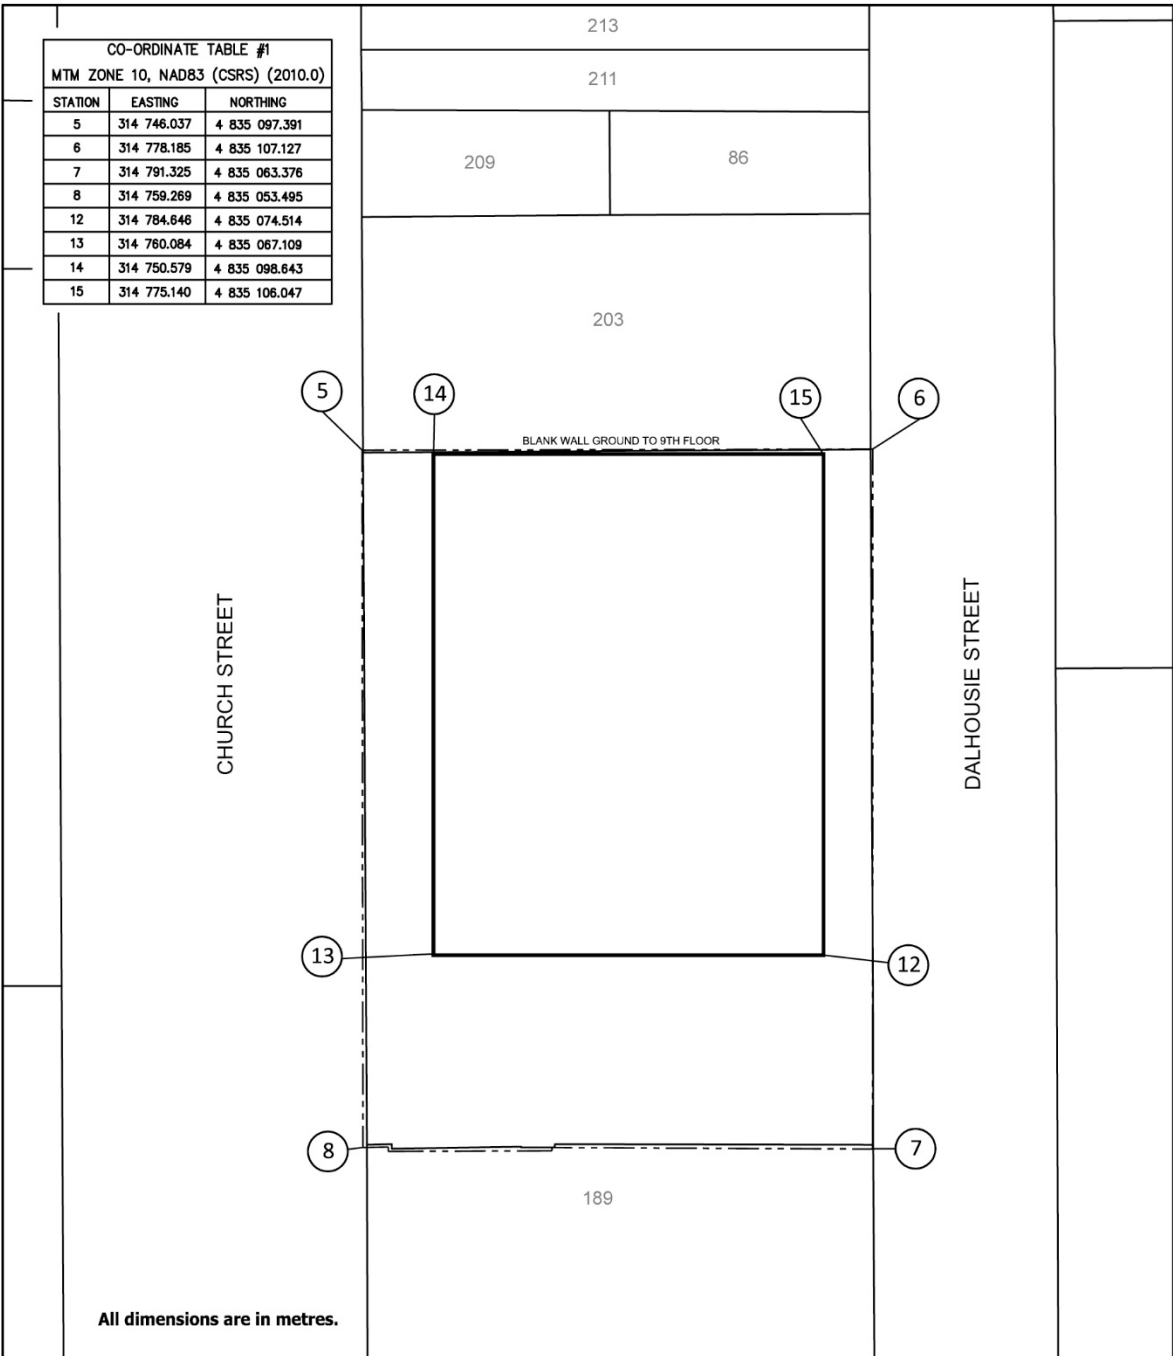 213
211
209
86
203
CO-ORDINATE TABLE #1
MTM ZONE 10, NAD83 (CSRS) (2010.0)
STATION EASTING NORTHING
5 314 746.037 4 835 097.391
6 314 778.185 4 835 107.127
7 314 791.325 4 835 063.376
8 314 759.269 4 835 053.495
12 314 784.646 4 835 074.514
13 314 760.084 4 835 067.109
14 314 750.579 4 835 098.643
15 314 775.140 4 835 106.047
5
14
15
6
BLANK WALL GROUND TO 9TH FLOOR
CHURCH STREET
DALHOUSIE STREET
13
12
8
7
189
All dimensions are in metres.